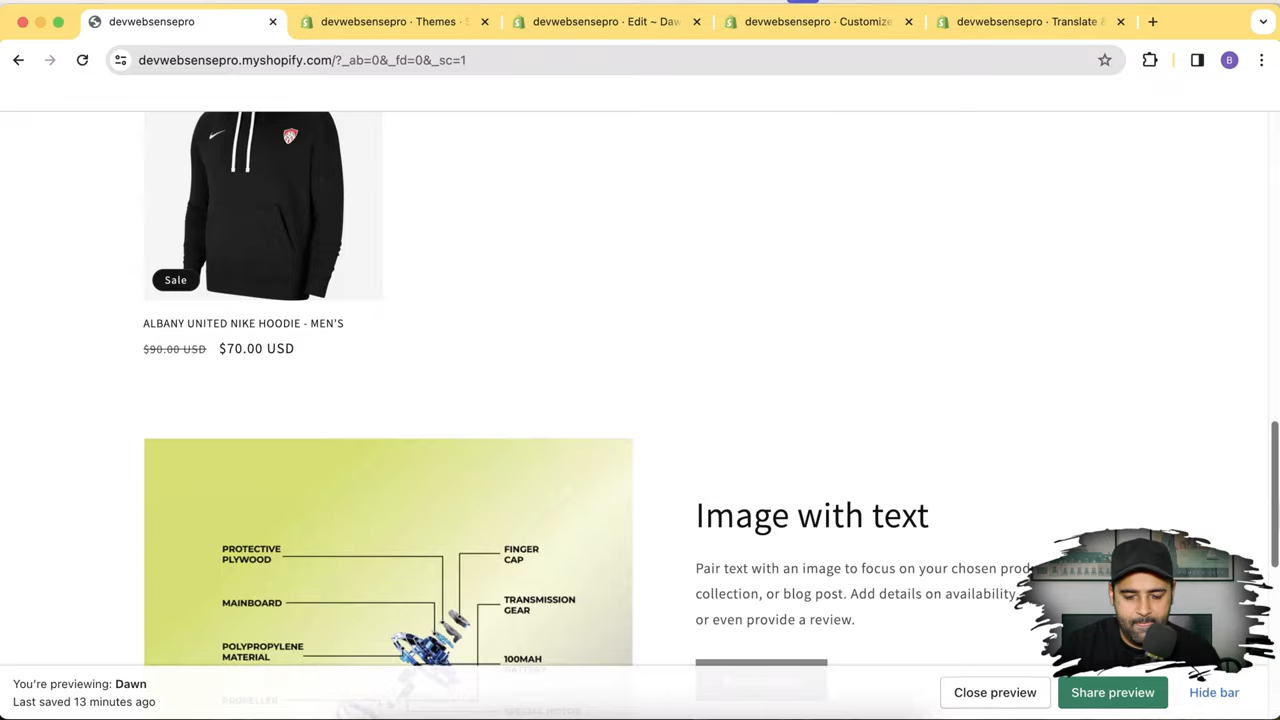 devwebsensepro
devwebsensepro · Themes · S
devwebsensepro · Edit ~ Daw
devwebsensepro · Customize
devwebsensepro · Translate &
devwebsensepro.myshopify.com/?_ab=0&_fd=0&_sc=1
B
Sale
ALBANY UNITED NIKE HOODIE - MEN'S
$90.00 USD $70.00 USD
PROTECTIVE
PLYWOOD
FINGER
CAP
MAINBOARD
TRANSMISSION
GEAR
POLYPROPYLENE
MATERIAL
100MAH
BATTERY
PROPELLER
SPECIAL MOTOR
Image with text
Pair text with an image to focus on your chosen prod
collection, or blog post. Add details on availability,
or even provide a review.
You're previewing: Dawn
Last saved 13 minutes ago
Close preview
Share preview
Hide bar